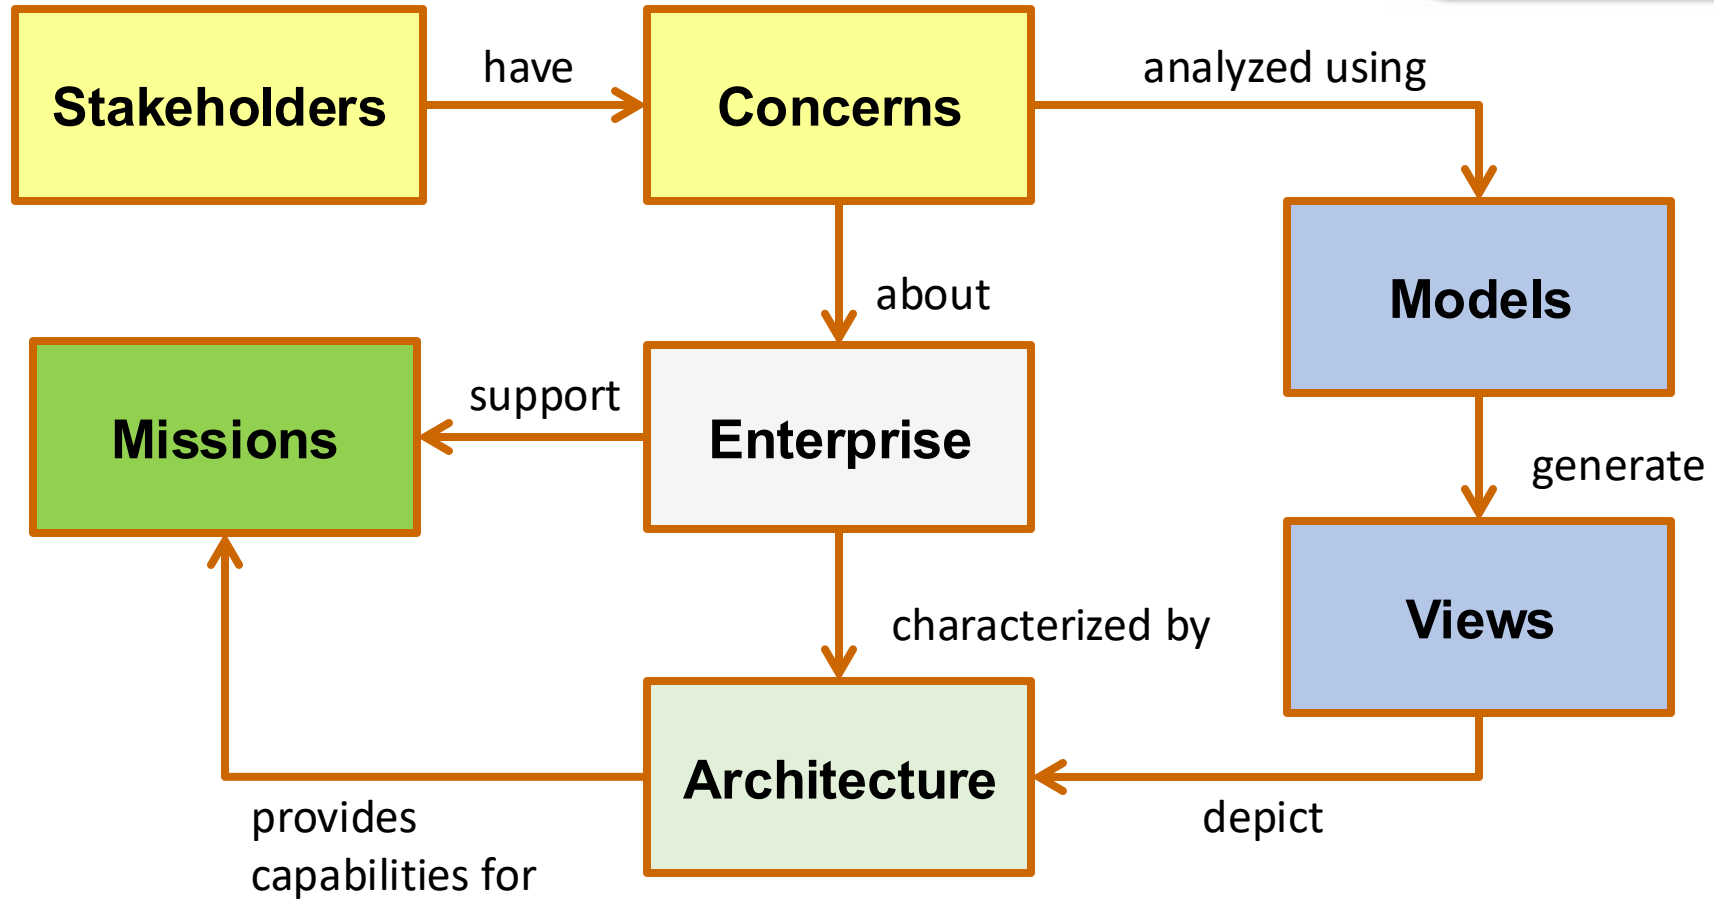 Stakeholders
have
Concerns
analyzed using
about
Models
Missions
support
Enterprise
generate
characterized by
Views
Architecture
provides
capabilities for
depict